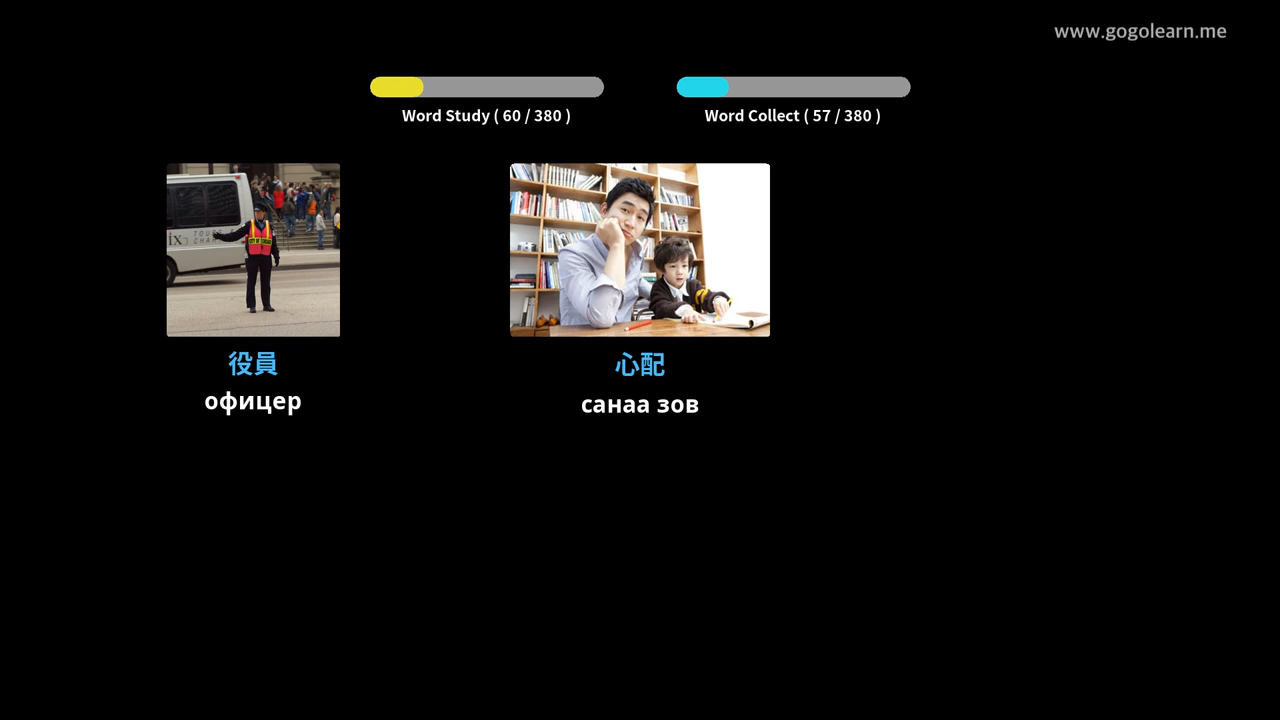 www.gogolearn.me
Word Study ( 60 / 380 )
Word Collect ( 57 / 380 )
役員
офицер
心配
санаа зов